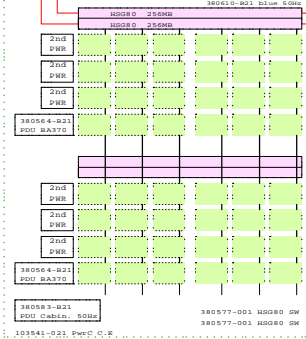 380610-B21 blue 50Hz
HSG80 256MB
HSG80 256MB
2nd
PWR
2nd
PWR
2nd
PWR
380564-B21
PDU BA370
2nd
PWR
2nd
PWR
2nd
PWR
380564-B21
PDU BA370
380583-B21
PDU Cabin. 50Hz
380577-001 HSG80 SW
380577-001 HSG80 SW
103541-021 PwrC C.E